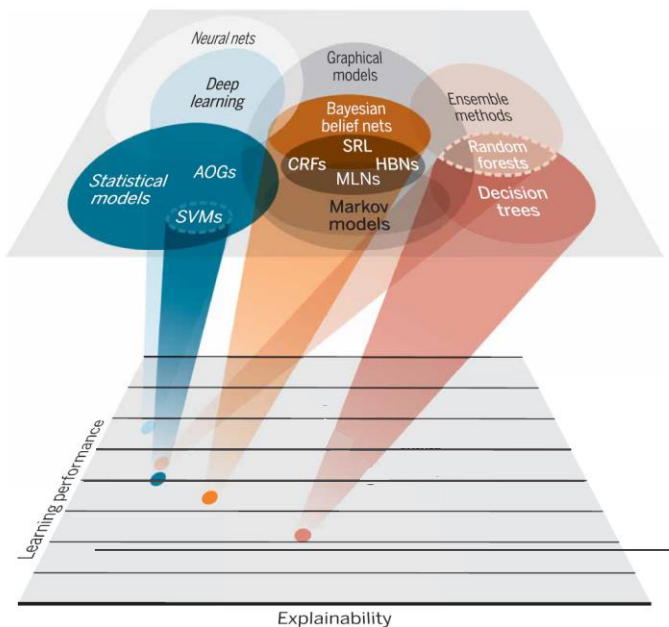 Neural nets
Graphical
models
Deep
learning
Ensemble
methods
Bayesian
belief nets
SRL
CRFs
HBNs
MLNs
Random
forests
AOGs
Statistical
models
SVMs
Markov
models
Decision
trees
Learning performance
Explainability